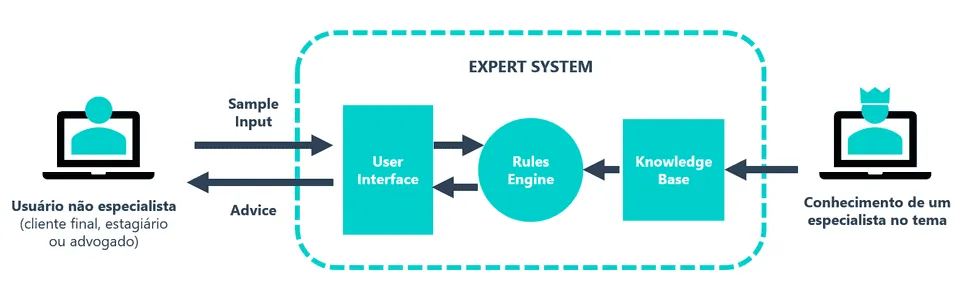 EXPERT SYSTEM
Sample
Input
Advice
Usuário não especialista
(cliente final, estagiário
ou advogado)
User
Interface
Rules
Engine
Knowledge
Base
Conhecimento de um
especialista no tema